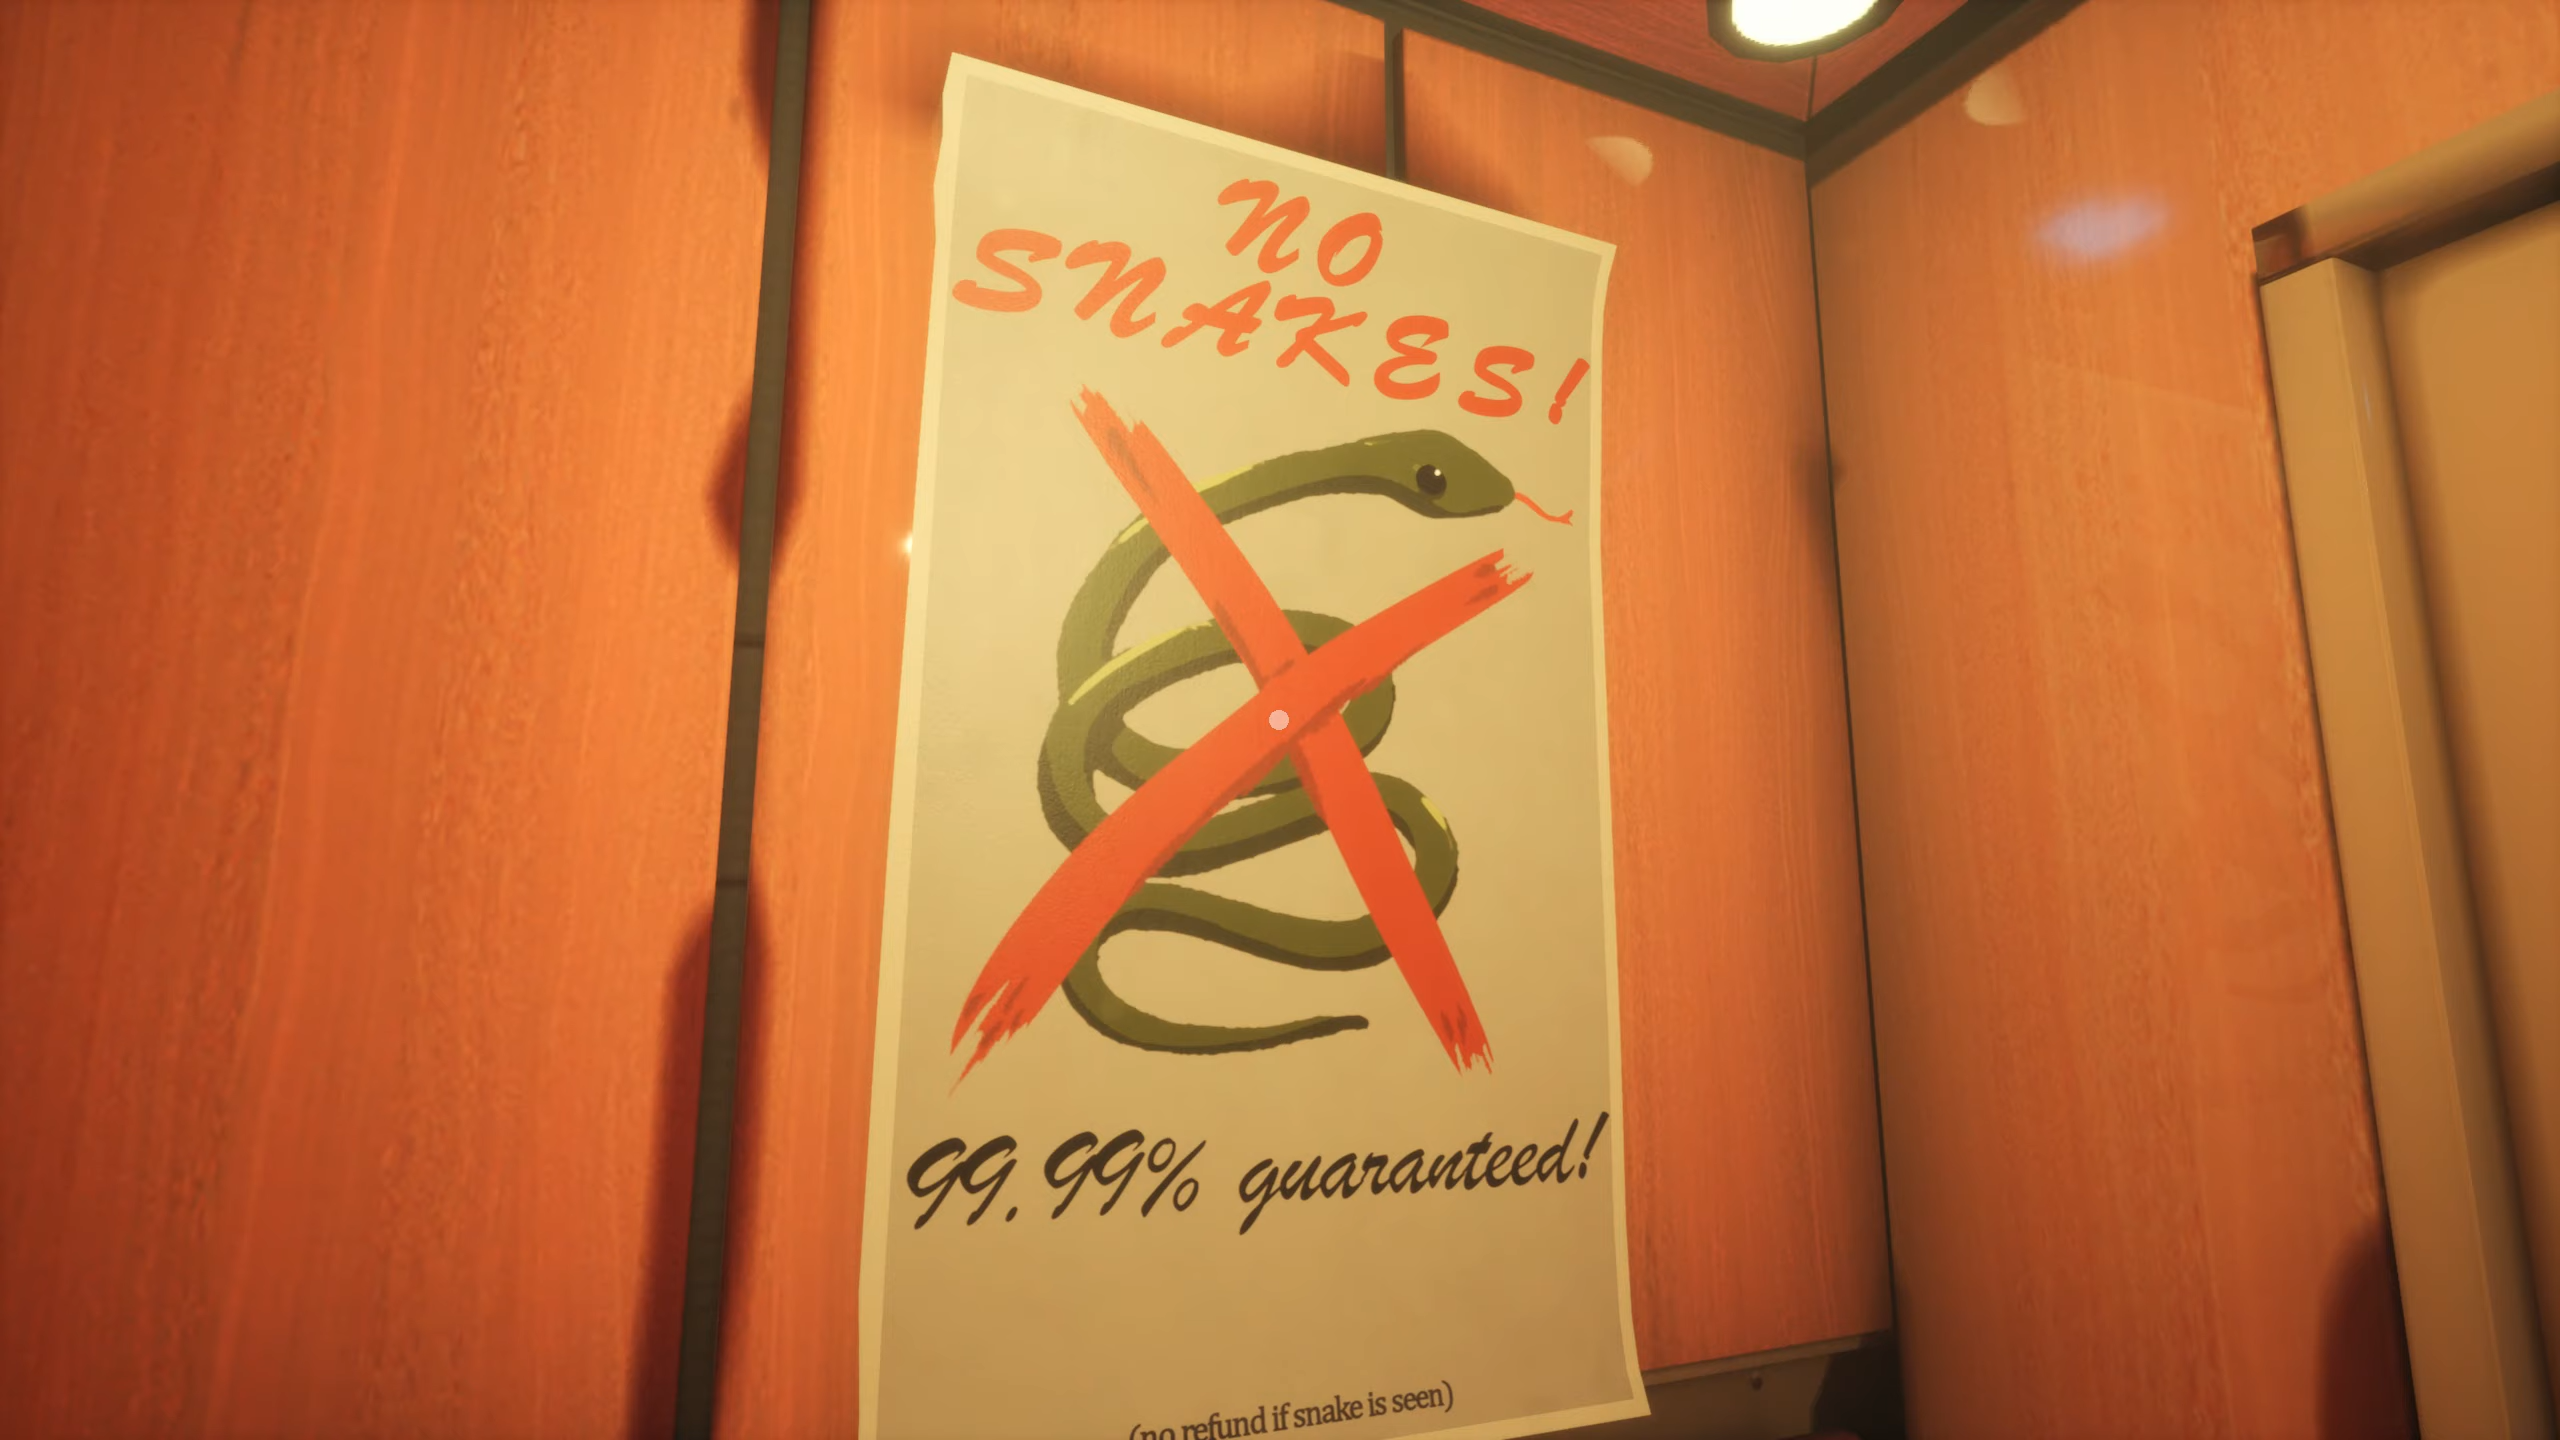 NO
SNAKES!
99.99% guaranteed!
(no refund if snake is seen)